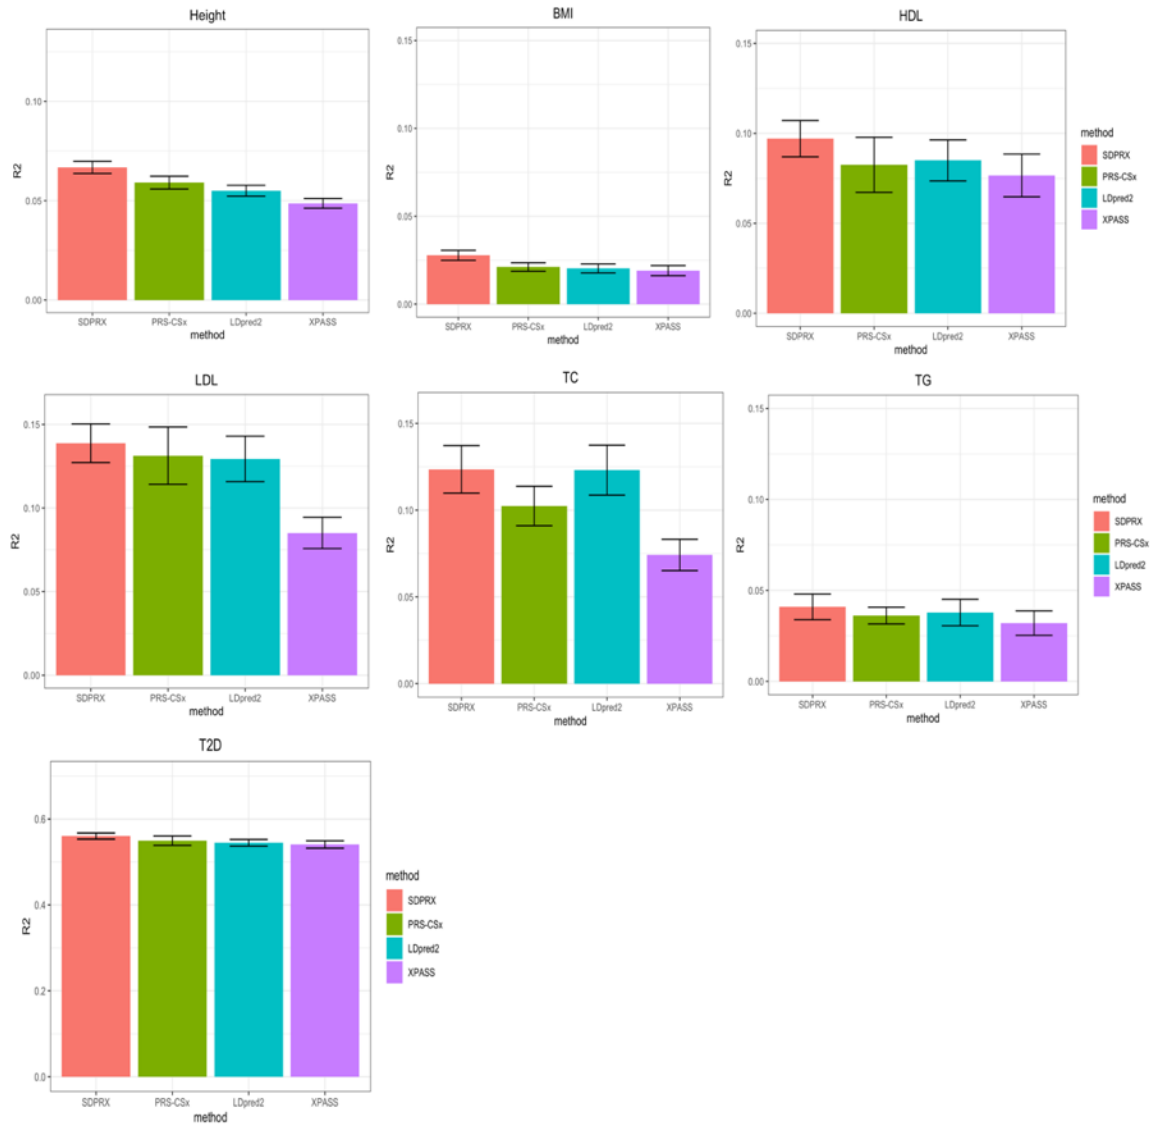 Height
0.10
0.05
0.00
R2
SDPRX PRS-CSx LDpred2 XPASS
method
BMI
0.15
0.10
0.05
0.00
R2
SDPRX PRS-CSx LDpred2 XPASS
method
HDL
0.15
0.10
0.05
0.00
R2
SDPRX PRS-CSx LDpred2 XPASS
method
method
SDPRX
PRS-CSx
LDpred2
XPASS
LDL
0.15
0.10
0.05
0.00
R2
SDPRX PRS-CSx LDpred2 XPASS
method
TC
0.15
0.10
0.05
0.00
R2
SDPRX PRS-CSx LDpred2 XPASS
method
TG
0.15
0.10
0.05
0.00
R2
SDPRX PRS-CSx LDpred2 XPASS
method
method
SDPRX
PRS-CSx
LDpred2
XPASS
T2D
0.6
0.4
0.2
0.0
R2
SDPRX PRS-CSx LDpred2 XPASS
method
method
SDPRX
PRS-CSx
LDpred2
XPASS